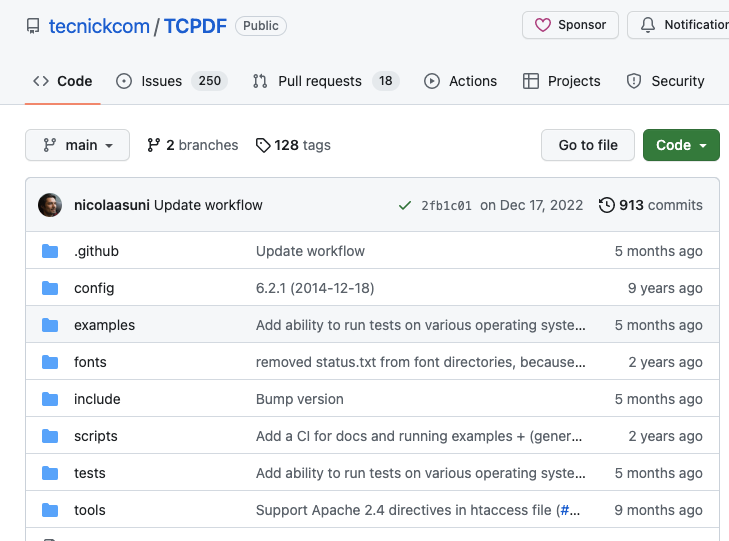 tecnickcom / TCPDF Public Sponsor Notification
Code Issues 250 Pull requests 18 Actions Projects Security
main 2 branches 128 tags Go to file Code
nicolaasuni Update workflow 2fb1c01 on Dec 17, 2022 913 commits
.github Update workflow 5 months ago
config 6.2.1 (2014-12-18) 9 years ago
examples Add ability to run tests on various operating syste... 5 months ago
fonts removed status.txt from font directories, because... 2 years ago
include Bump version 5 months ago
scripts Add a CI for docs and running examples + (gener... 2 years ago
tests Add ability to run tests on various operating syste... 5 months ago
tools Support Apache 2.4 directives in htaccess file (#... 9 months ago